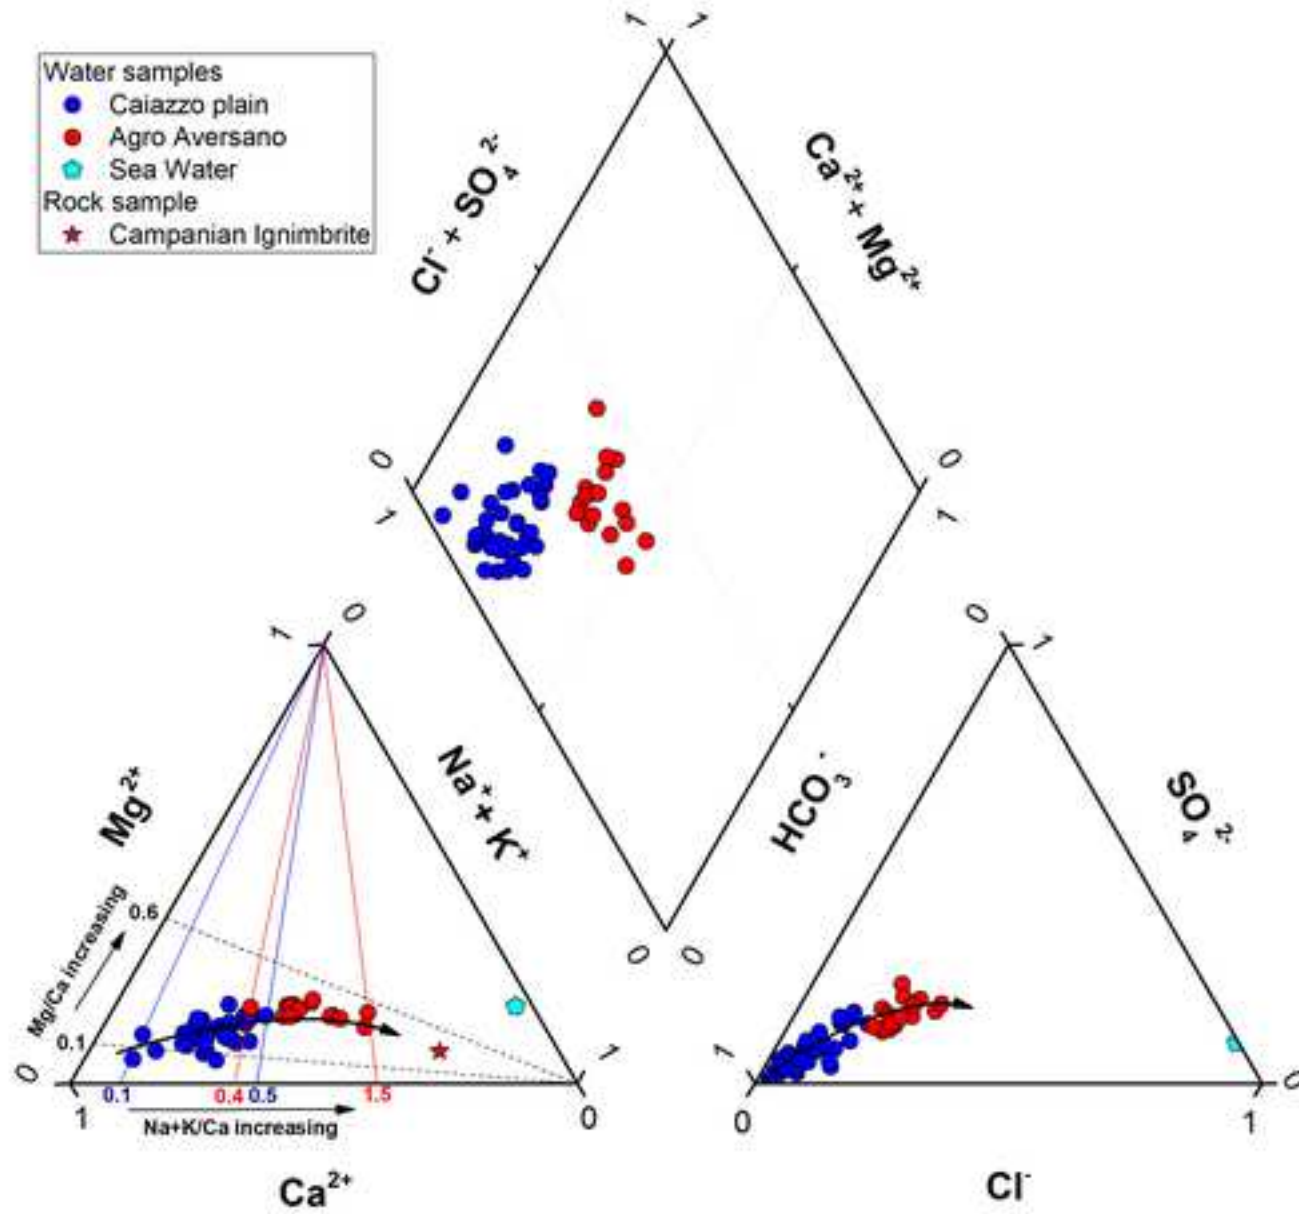 Water samples
Caiazzo plain
Agro Aversano
Sea Water
Rock sample
Campanian Ignimbrite
1 1
Cl⁻ + SO₄²⁻
Ca²⁺ + Mg²⁺
0 0
1 1
0 0
1 0
0 1
Mg²⁺
Na⁺ + K⁺
HCO₃⁻
SO₄²⁻
Mg/Ca increasing
0.6
0.1
0 1
1 0
0.1 0.4 0.5 1.5
1 0
0 1
Na+K/Ca increasing
Ca²⁺
Cl⁻